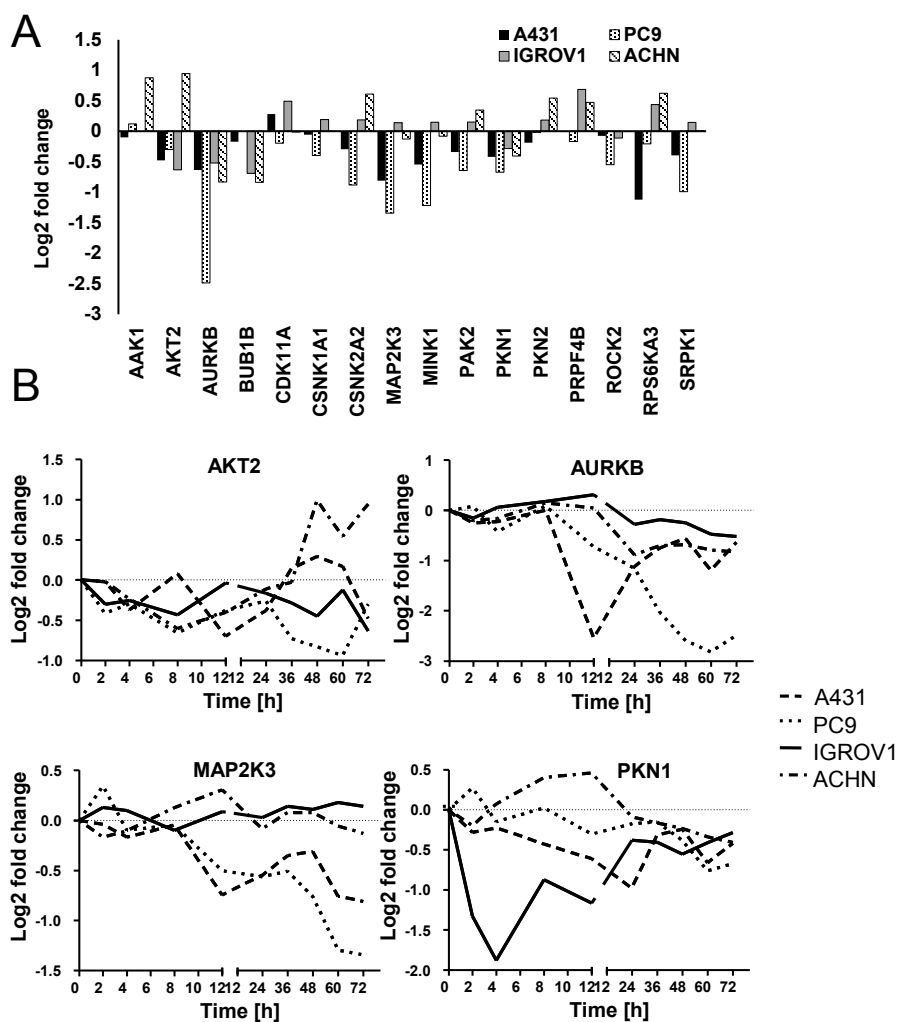 A
A431 PC9
IGROV1 ACHN
Log2 fold change
1.5
1
0.5
0
-0.5
-1
-1.5
-2
-2.5
-3
AAK1 AKT2 AURKB BUB1B CDK11A CSNK1A1 CSNK2A2 MAP2K3 MINK1 PAK2 PKN1 PKN2 PRPF4B ROCK2 RPS6KA3 SRPK1
B
AKT2
Log2 fold change
1.5
1.0
0.5
0.0
-0.5
-1.0
0 2 4 6 8 12 12 24 36 48 60 72
Time [h]
AURKB
Log2 fold change
1
0
-1
-2
-3
0 2 4 6 8 12 12 24 36 48 60 72
Time [h]
A431
PC9
IGROV1
ACHN
MAP2K3
Log2 fold change
0.5
0.0
-0.5
-1.0
-1.5
0 2 4 6 8 12 12 24 36 48 60 72
Time [h]
PKN1
Log2 fold change
0.5
0.0
-0.5
-1.0
-1.5
-2.0
0 2 4 6 8 12 12 24 36 48 60 72
Time [h]